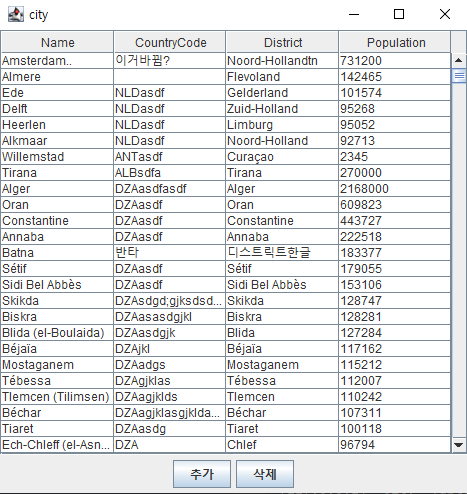 city
Name CountryCode District Population
Amsterdam.. 이거바뀜? Noord-Hollandtn 731200
Almere Flevoland 142465
Ede NLDasdf Gelderland 101574
Delft NLDasdf Zuid-Holland 95268
Heerlen NLDasdf Limburg 95052
Alkmaar NLDasdf Noord-Holland 92713
Willemstad ANTasdf Curaçao 2345
Tirana ALBsdfa Tirana 270000
Alger DZAasdfasdf Alger 2168000
Oran DZAasdf Oran 609823
Constantine DZAasdf Constantine 443727
Annaba DZAasdf Annaba 222518
Batna 반타 디스트릭트한글 183377
Sétif DZAasdf Sétif 179055
Sidi Bel Abbès DZAasdf Sidi Bel Abbès 153106
Skikda DZAsdgd;gjksdsd... Skikda 128747
Biskra DZAasasdgjkl Biskra 128281
Blida (el-Boulaida) DZAasdgjk Blida 127284
Béjaïa DZAjkl Béjaïa 117162
Mostaganem DZAadgs Mostaganem 115212
Tébessa DZAgjklas Tébessa 112007
Tlemcen (Tilimsen) DZAagjklds Tlemcen 110242
Béchar DZAagjklasgjklda... Béchar 107311
Tiaret DZAasdg Tiaret 100118
Ech-Chleff (el-Asn... DZA Chlef 96794
추가 삭제